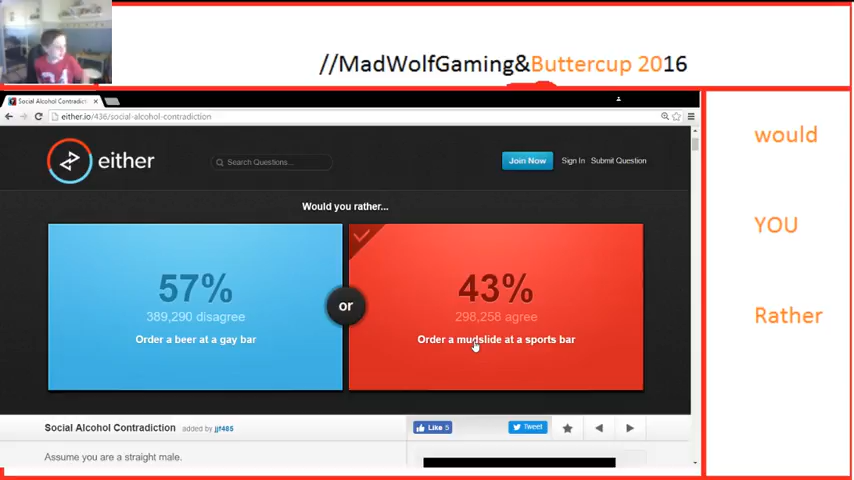 //MadWolfGaming&Buttercup 2016
Social Alcohol Contradict
either.io/436/social-alcohol-contradiction
either
Search Questions...
Join Now
Sign In
Submit Question
Would you rather...
57%
389,290 disagree
Order a beer at a gay bar
or
43%
298,258 agree
Order a mudslide at a sports bar
Social Alcohol Contradiction added by jjf485
Like 5
Tweet
Assume you are a straight male.
would
YOU
Rather